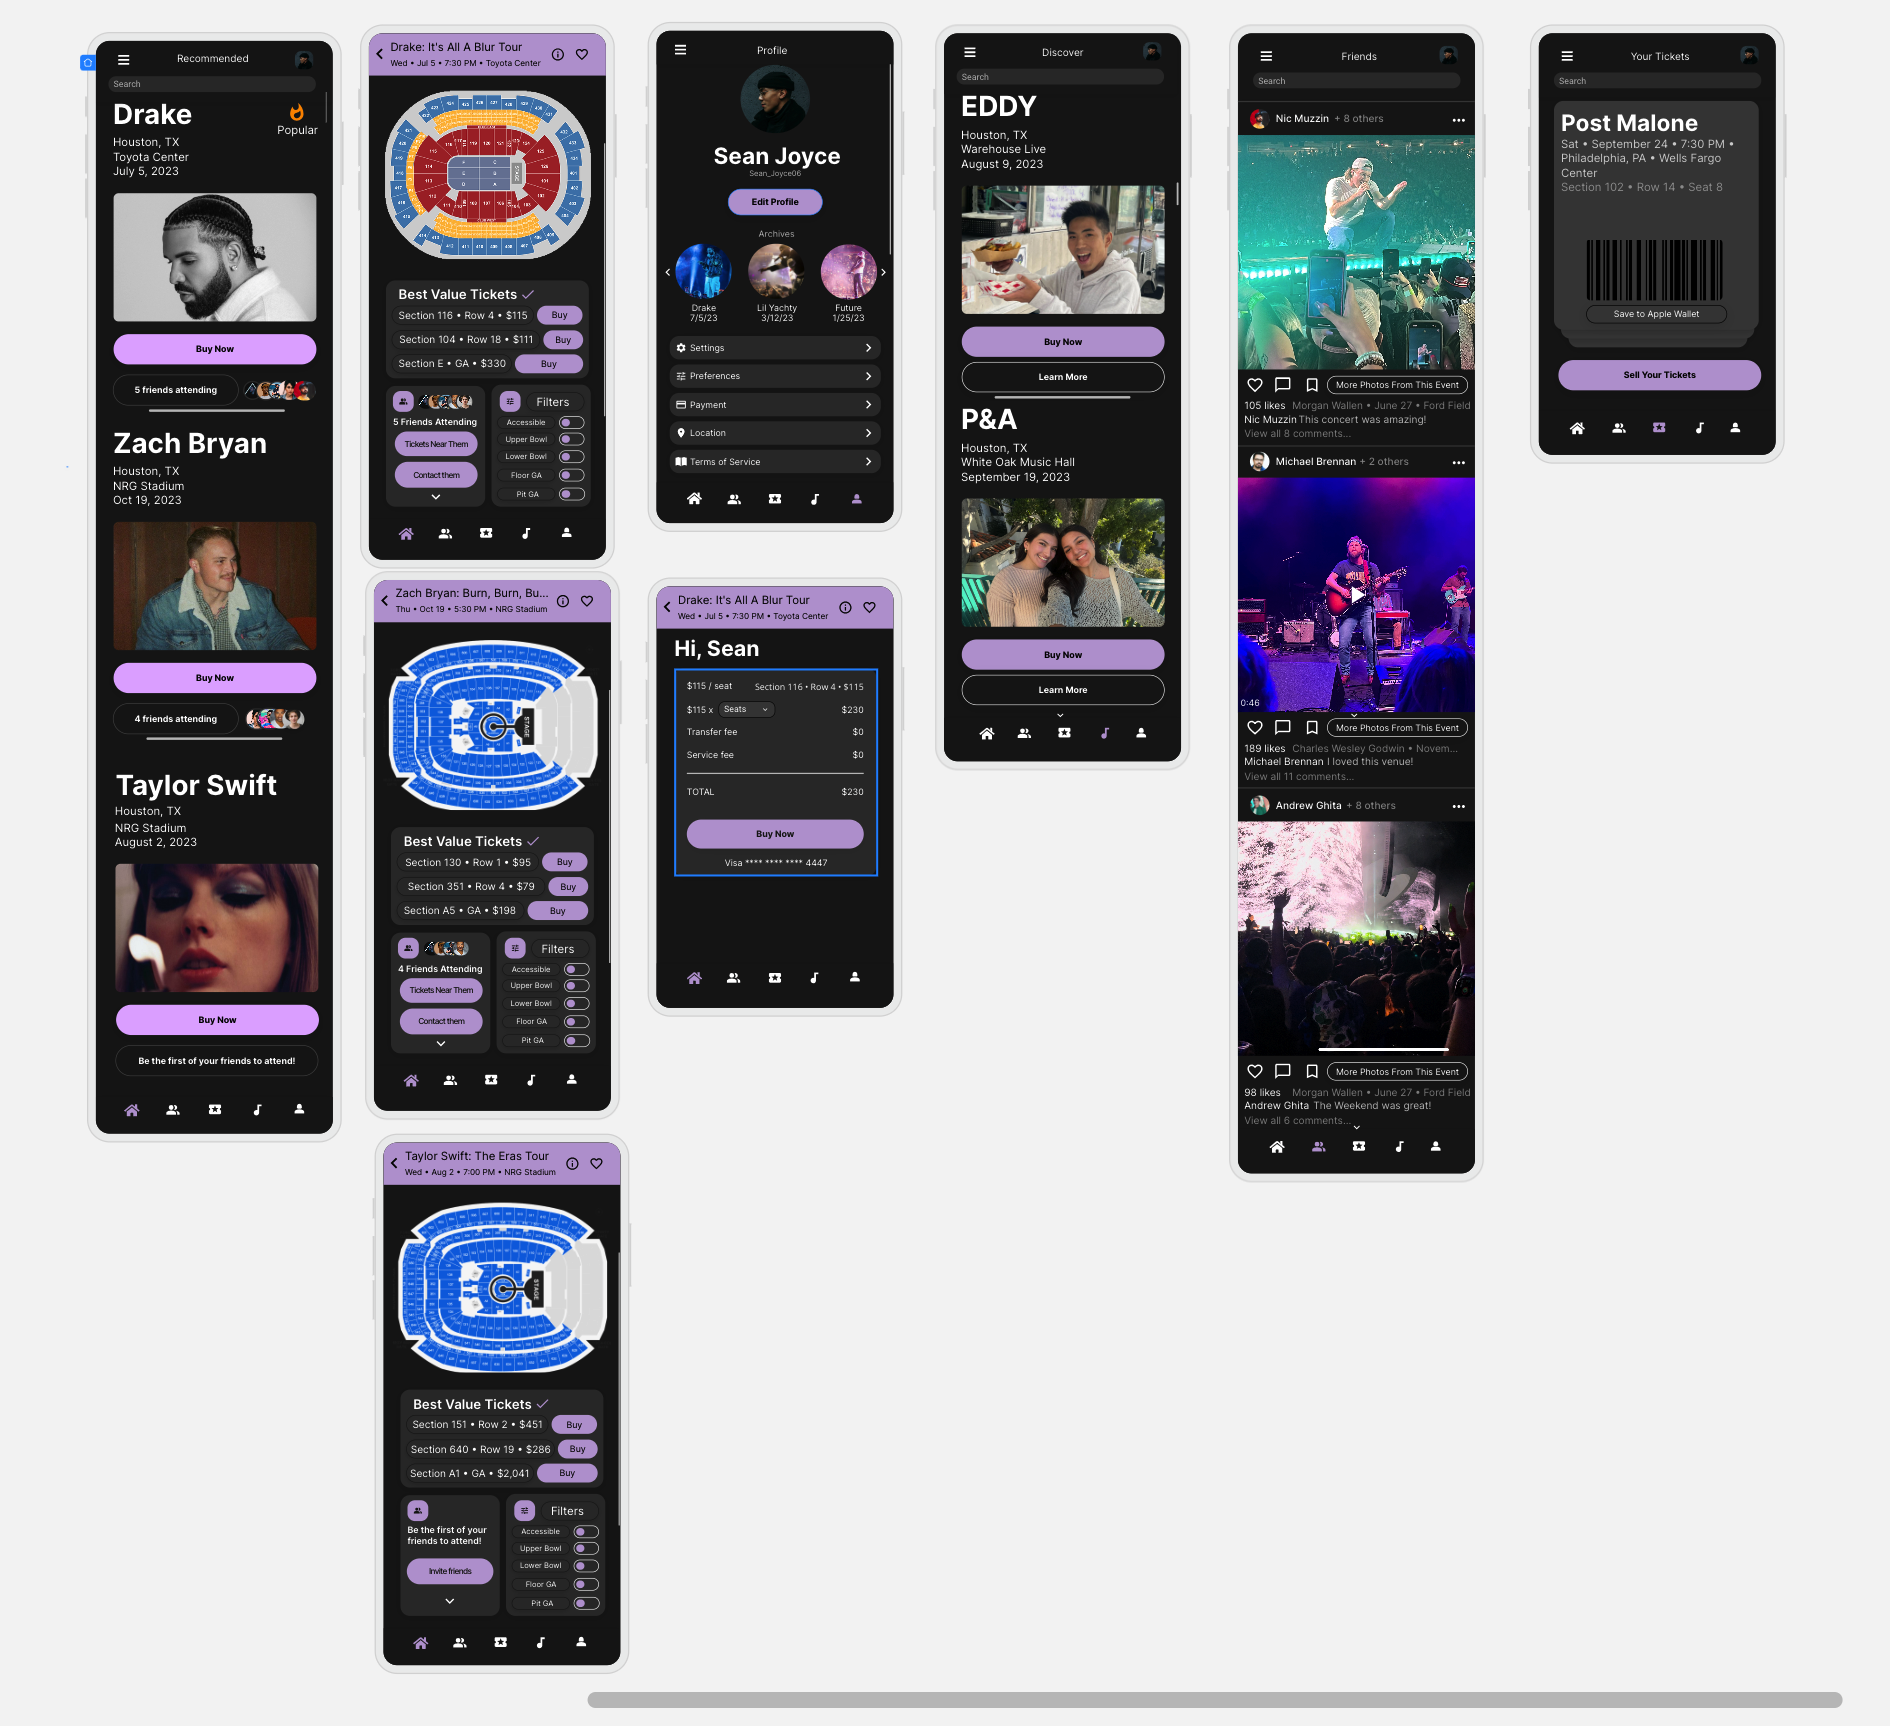 Recommended
Search
Drake
Popular
Houston, TX
Toyota Center
July 5, 2023
Buy Now
5 friends attending
Zach Bryan
Houston, TX
NRG Stadium
Oct 19, 2023
Buy Now
4 friends attending
Taylor Swift
Houston, TX
NRG Stadium
August 2, 2023
Buy Now
Be the first of your friends to attend!
Drake: It's All A Blur Tour
Wed • Jul 5 • 7:30 PM • Toyota Center
STAGE
Best Value Tickets
Section 116 • Row 4 • $115 Buy
Section 104 • Row 18 • $111 Buy
Section E • GA • $330 Buy
5 Friends Attending
Tickets Near Them
Contact them
Filters
Accessible
Upper Bowl
Lower Bowl
Floor GA
Pit GA
Zach Bryan: Burn, Burn, Bu...
Thu • Oct 19 • 5:30 PM • NRG Stadium
STAGE
Best Value Tickets
Section 130 • Row 1 • $95 Buy
Section 351 • Row 4 • $79 Buy
Section A5 • GA • $198 Buy
4 Friends Attending
Tickets Near Them
Contact them
Filters
Accessible
Upper Bowl
Lower Bowl
Floor GA
Pit GA
Taylor Swift: The Eras Tour
Wed • Aug 2 • 7:00 PM • NRG Stadium
STAGE
Best Value Tickets
Section 151 • Row 2 • $451 Buy
Section 640 • Row 19 • $286 Buy
Section A1 • GA • $2,041 Buy
Be the first of your
friends to attend!
Invite friends
Filters
Accessible
Upper Bowl
Lower Bowl
Floor GA
Pit GA
Profile
Sean Joyce
Sean_Joyce06
Edit Profile
Archives
Drake
7/5/23
Lil Yachty
3/12/23
Future
1/25/23
Settings
Preferences
Payment
Location
Terms of Service
Drake: It's All A Blur Tour
Wed • Jul 5 • 7:30 PM • Toyota Center
Hi, Sean
$115 / seat Section 116 • Row 4 • $115
$115 x Seats $230
Transfer fee $0
Service fee $0
TOTAL $230
Buy Now
Visa **** **** **** 4447
Discover
Search
EDDY
Houston, TX
Warehouse Live
August 9, 2023
Buy Now
Learn More
P&A
Houston, TX
White Oak Music Hall
September 19, 2023
Buy Now
Learn More
Friends
Search
Nic Muzzin + 8 others
More Photos From This Event
105 likes Morgan Wallen • June 27 • Ford Field
Nic Muzzin This concert was amazing!
View all 8 comments...
Michael Brennan + 2 others
0:46
More Photos From This Event
189 likes Charles Wesley Godwin • Novem...
Michael Brennan I loved this venue!
View all 11 comments...
Andrew Ghita + 8 others
More Photos From This Event
98 likes Morgan Wallen • June 27 • Ford Field
Andrew Ghita The Weekend was great!
View all 6 comments...
Your Tickets
Search
Post Malone
Sat • September 24 • 7:30 PM •
Philadelphia, PA • Wells Fargo
Center
Section 102 • Row 14 • Seat 8
Save to Apple Wallet
Sell Your Tickets